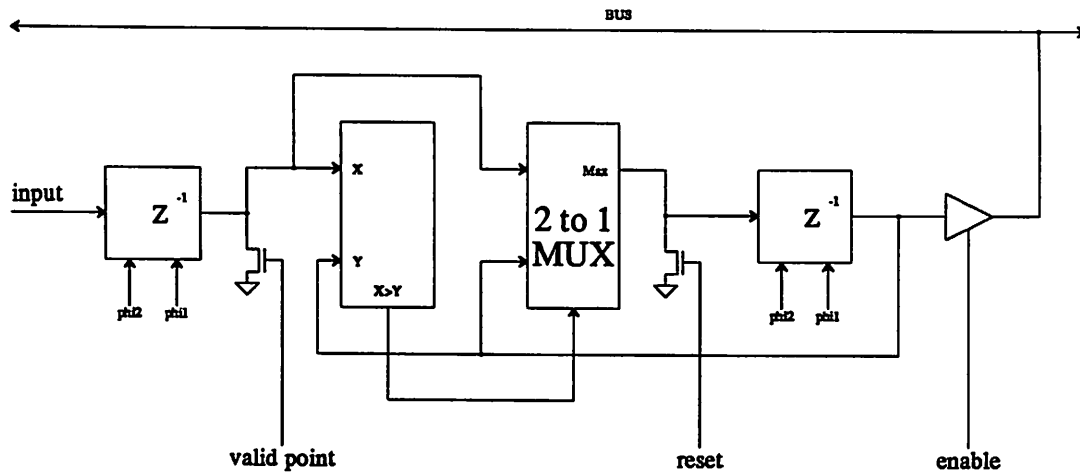 BUS
input
Z -1
phi2 phi1
X
Y
X>Y
Max
2 to 1
MUX
Z -1
phi2 phi1
valid point
reset
enable